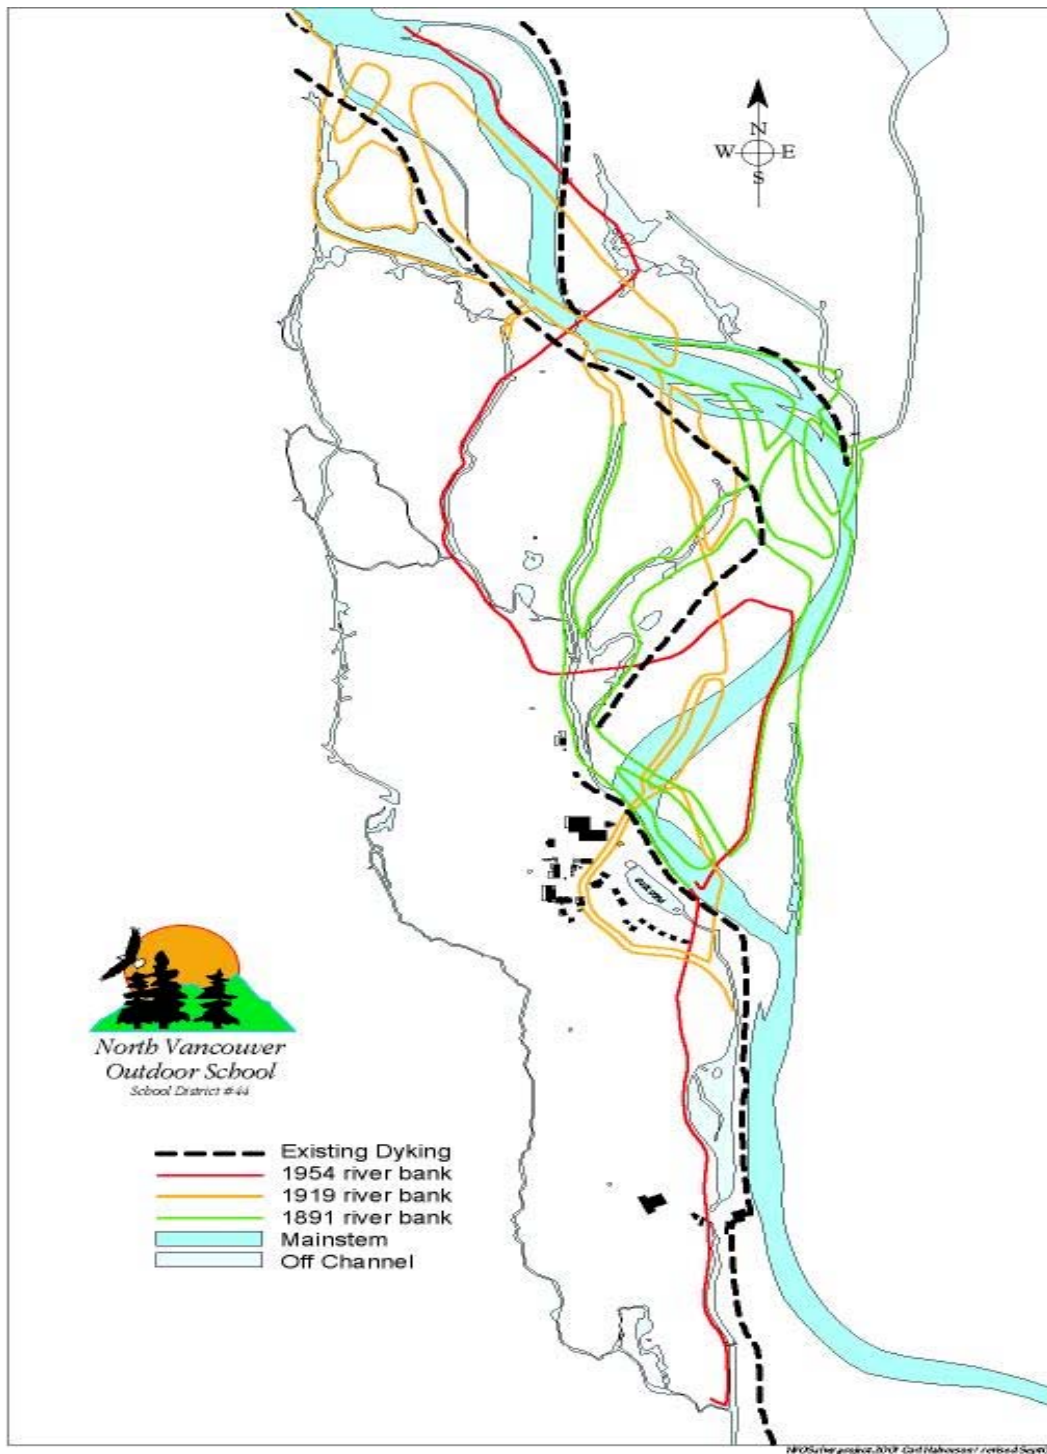 N
W E
S
North Vancouver
Outdoor School
School District #44
Existing Dyking
1954 river bank
1919 river bank
1891 river bank
Mainstem
Off Channel